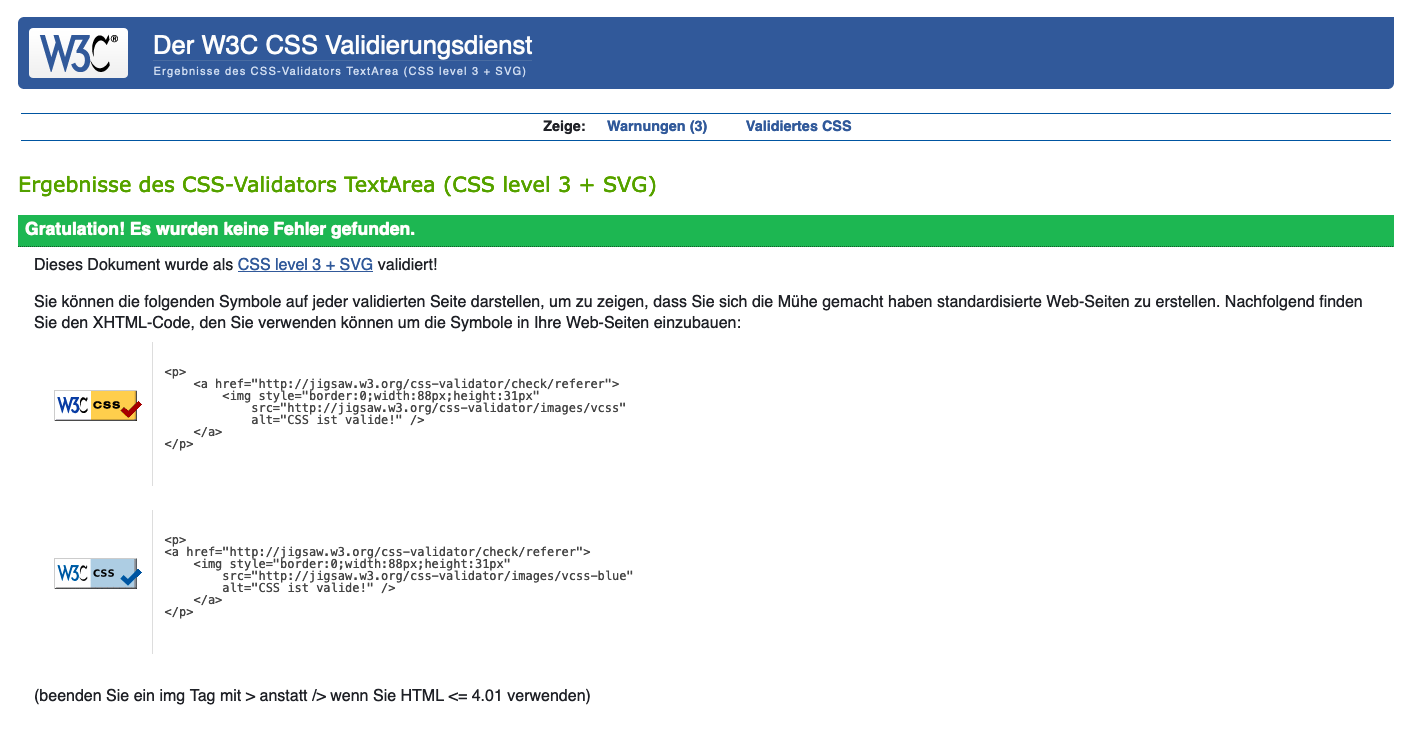 W3C®
Der W3C CSS Validierungsdienst
Ergebnisse des CSS-Validators TextArea (CSS level 3 + SVG)
Zeige: Warnungen (3) Validiertes CSS
Ergebnisse des CSS-Validators TextArea (CSS level 3 + SVG)
Gratulation! Es wurden keine Fehler gefunden.
Dieses Dokument wurde als CSS level 3 + SVG validiert!
Sie können die folgenden Symbole auf jeder validierten Seite darstellen, um zu zeigen, dass Sie sich die Mühe gemacht haben standardisierte Web-Seiten zu erstellen. Nachfolgend finden
Sie den XHTML-Code, den Sie verwenden können um die Symbole in Ihre Web-Seiten einzubauen:
W3C CSS
<p>
    <a href="http://jigsaw.w3.org/css-validator/check/referer">
        <img style="border:0;width:88px;height:31px"
            src="http://jigsaw.w3.org/css-validator/images/vcss"
            alt="CSS ist valide!" />
    </a>
</p>
W3C CSS
<p>
<a href="http://jigsaw.w3.org/css-validator/check/referer">
    <img style="border:0;width:88px;height:31px"
        src="http://jigsaw.w3.org/css-validator/images/vcss-blue"
        alt="CSS ist valide!" />
    </a>
</p>
(beenden Sie ein img Tag mit > anstatt /> wenn Sie HTML <= 4.01 verwenden)